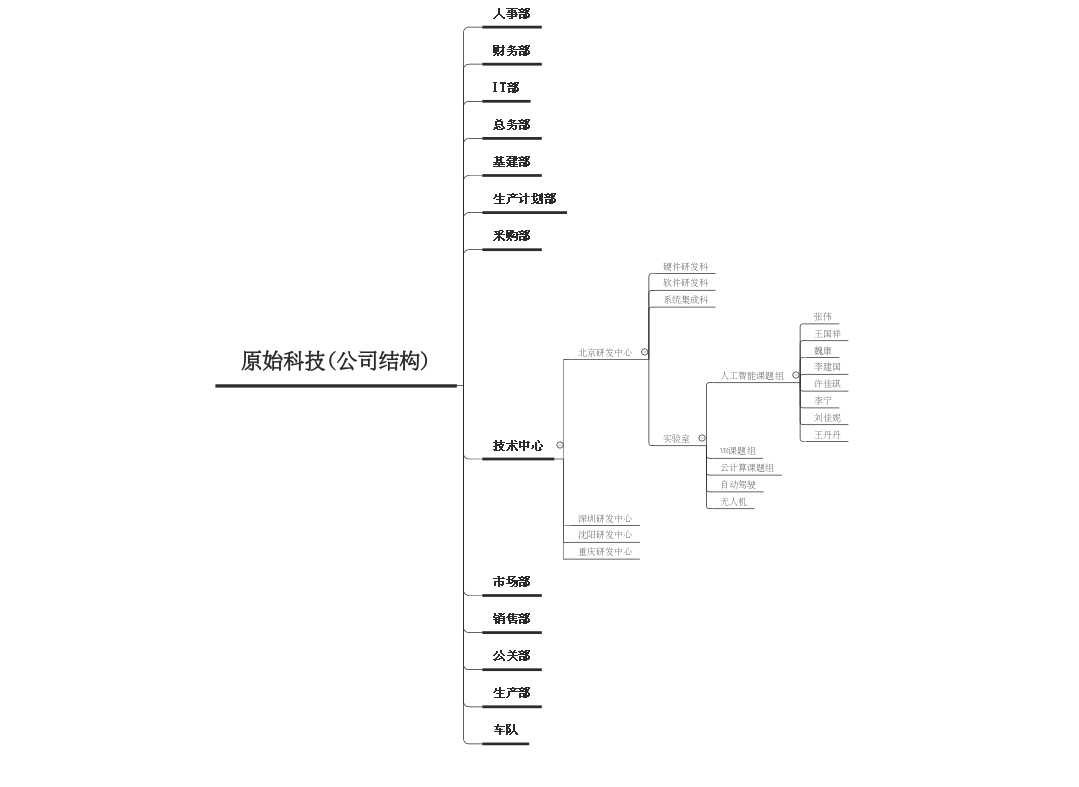 人事部
财务部
IT部
总务部
基建部
生产计划部
采购部
硬件研发科
软件研发科
系统集成科
张伟
王国祥
魏康
李建国
许佳琪
李宁
刘佳妮
王丹丹
北京研发中心
人工智能课题组
原始科技(公司结构)
实验室
技术中心
VR课题组
云计算课题组
自动驾驶
无人机
深圳研发中心
沈阳研发中心
重庆研发中心
市场部
销售部
公关部
生产部
车队